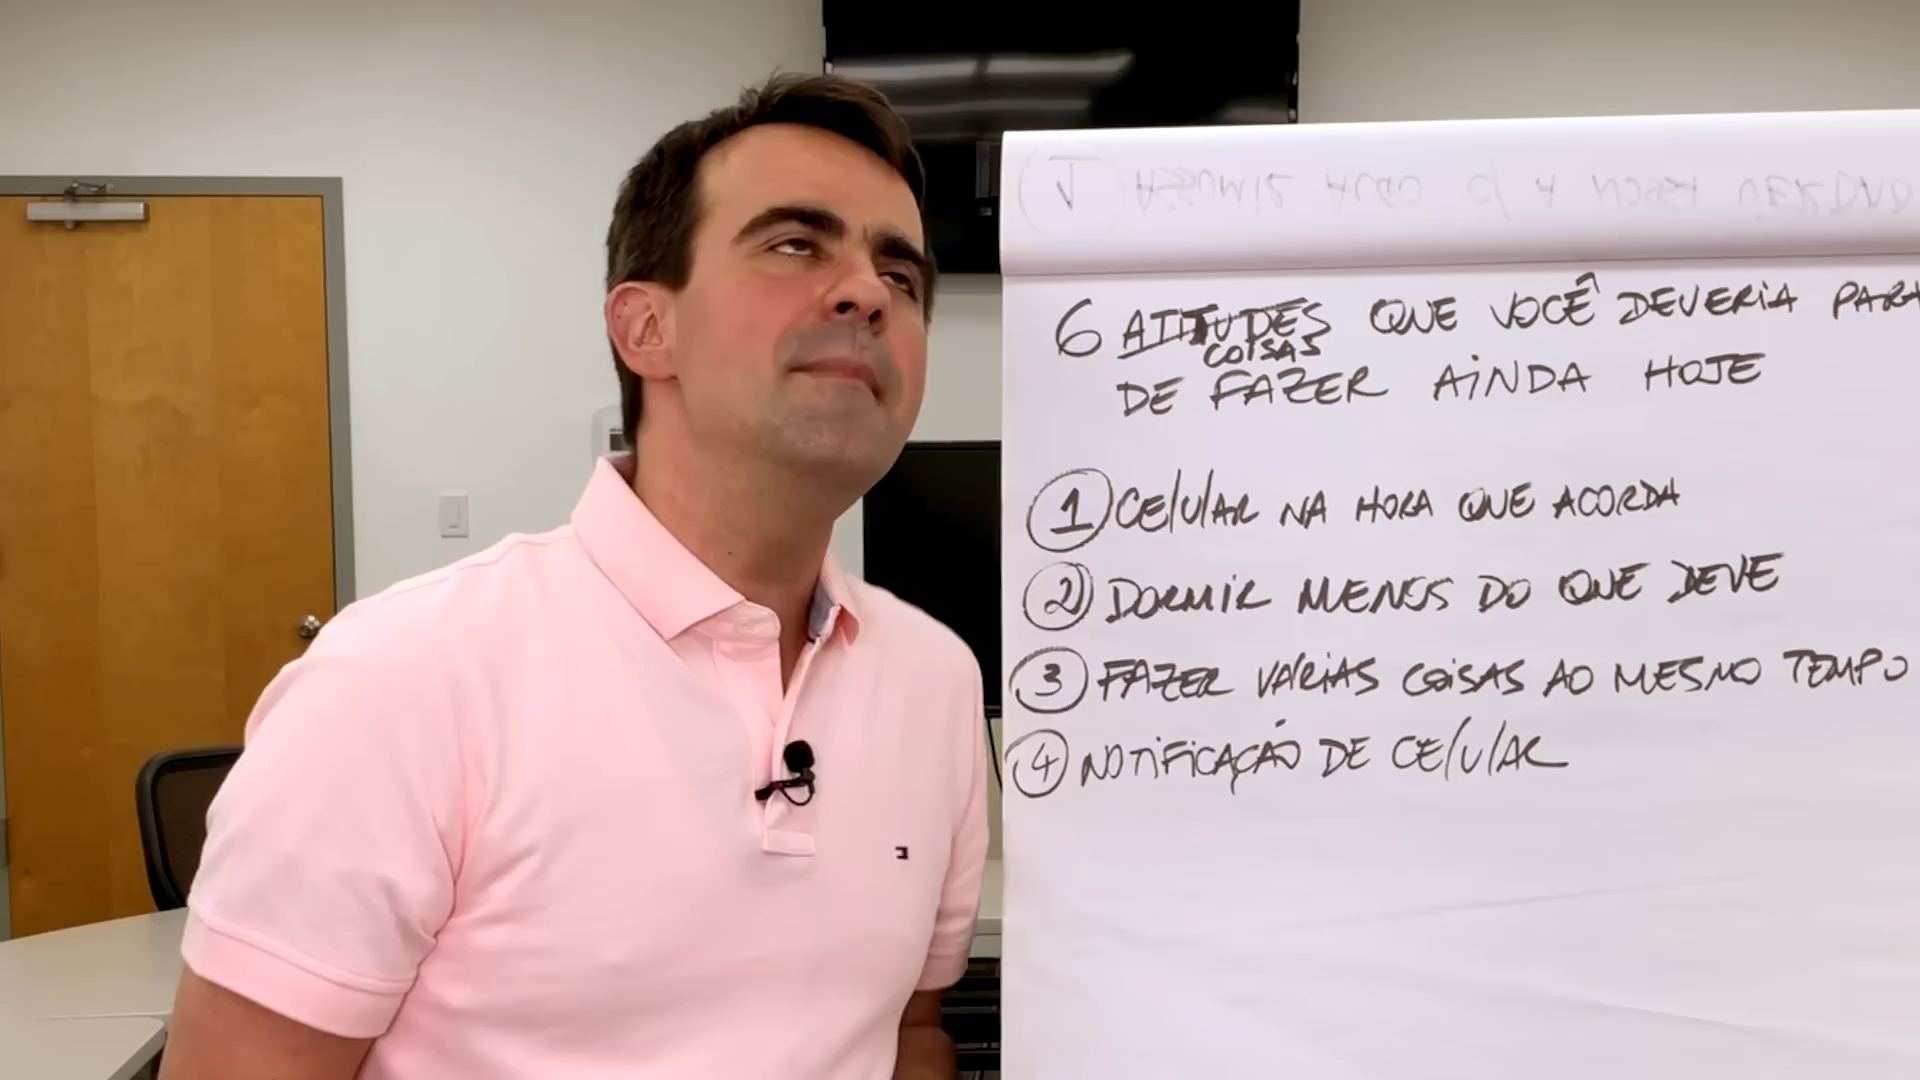 6 ATITUDES QUE VOCÊ DEVERIA PARA
COISAS
DE FAZER AINDA HOJE
1 CELULAR NA HORA QUE ACORDA
2 DORMIR MENOS DO QUE DEVE
3 FAZER VÁRIAS COISAS AO MESMO TEMPO
4 NOTIFICAÇÃO DE CELULAR